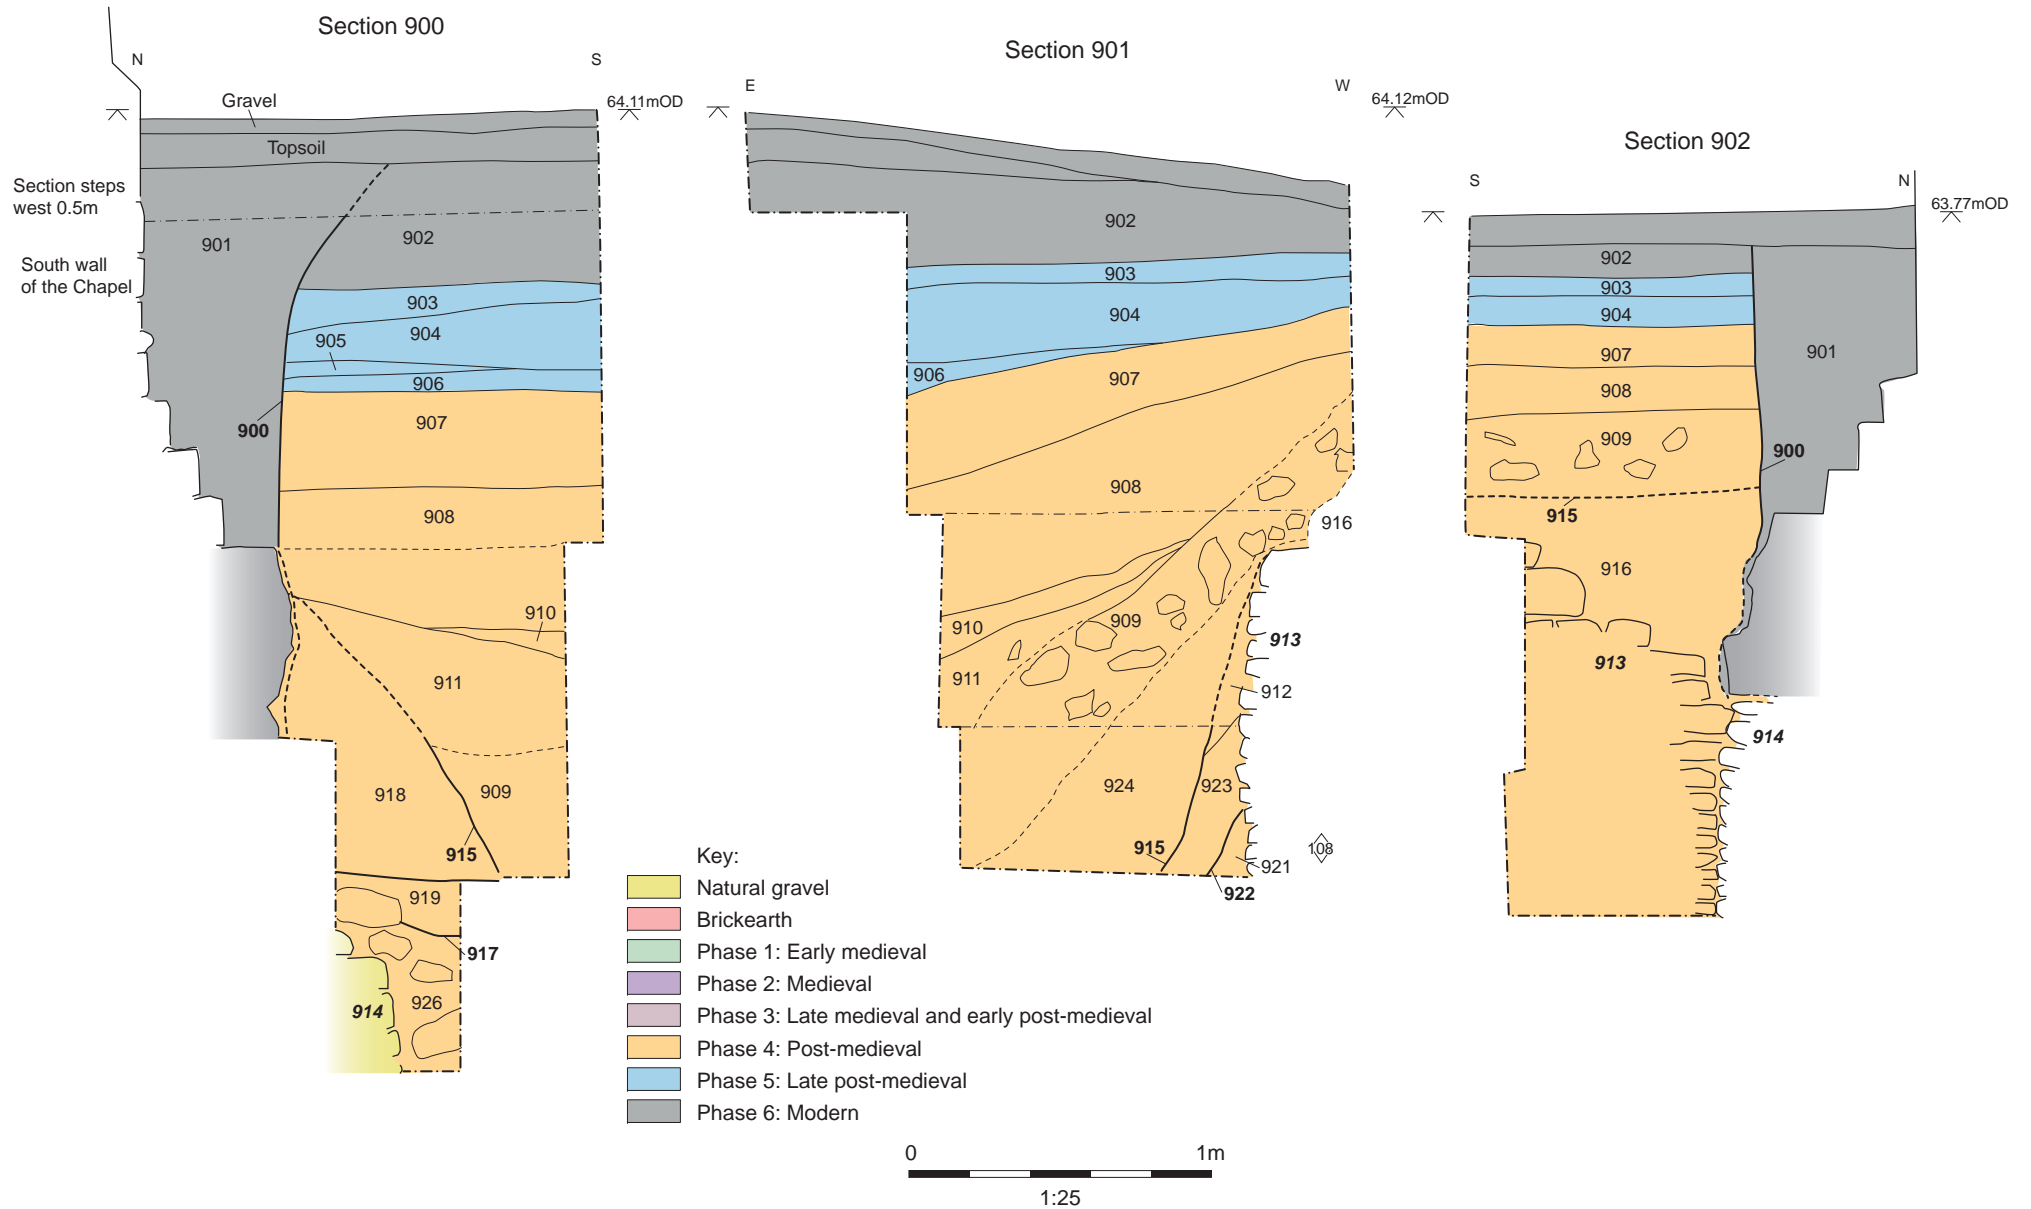 Section 900
N
S
64.11mOD
Gravel
Topsoil
Section steps
west 0.5m
South wall
of the Chapel
901
902
903
904
905
906
900
907
908
910
911
918
909
915
919
917
914
926
Section 901
E
W
64.12mOD
902
903
904
906
907
908
916
910
909
913
911
912
924
923
915
921
922
108
Section 902
S
N
63.77mOD
902
903
904
901
907
908
909
900
915
916
913
914
Key:
Natural gravel
Brickearth
Phase 1: Early medieval
Phase 2: Medieval
Phase 3: Late medieval and early post-medieval
Phase 4: Post-medieval
Phase 5: Late post-medieval
Phase 6: Modern
0
1m
1:25